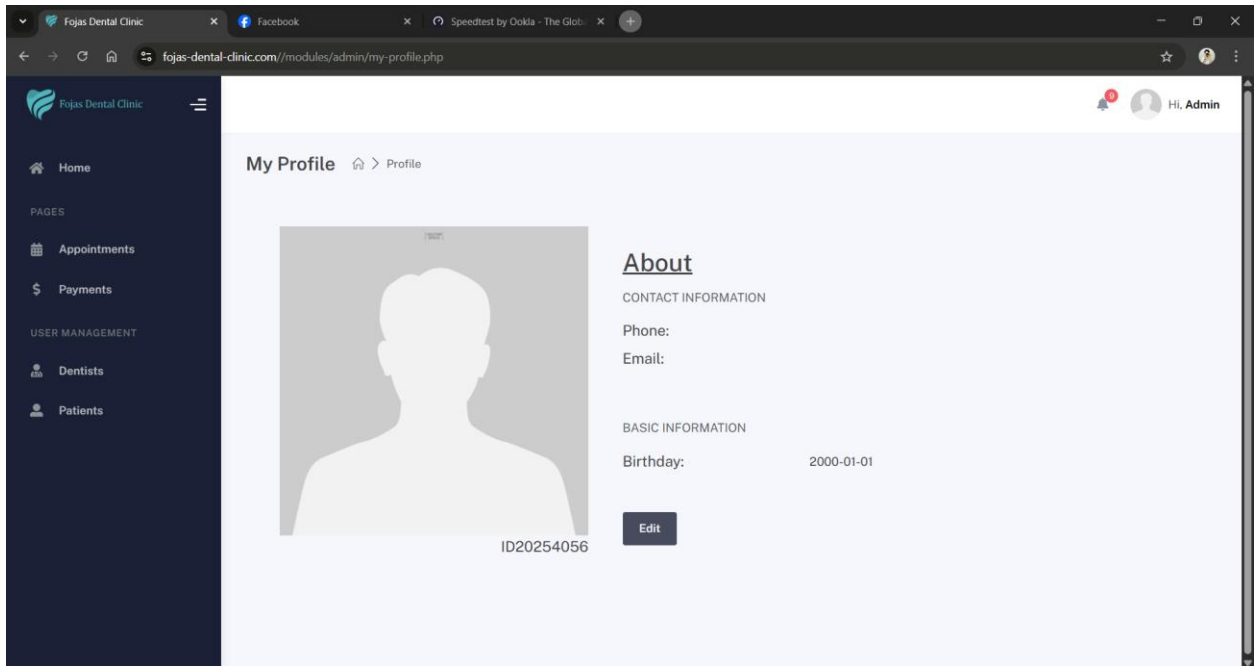 Fojas Dental Clinic
Facebook
Speedtest by Ookla - The Glob
fojas-dental-clinic.com//modules/admin/my-profile.php
Fojas Dental Clinic
9
Hi, Admin
Home
My Profile
Profile
PAGES
Appointments
Payments
USER MANAGEMENT
Dentists
Patients
About
CONTACT INFORMATION
Phone:
Email:
BASIC INFORMATION
Birthday: 2000-01-01
Edit
ID20254056